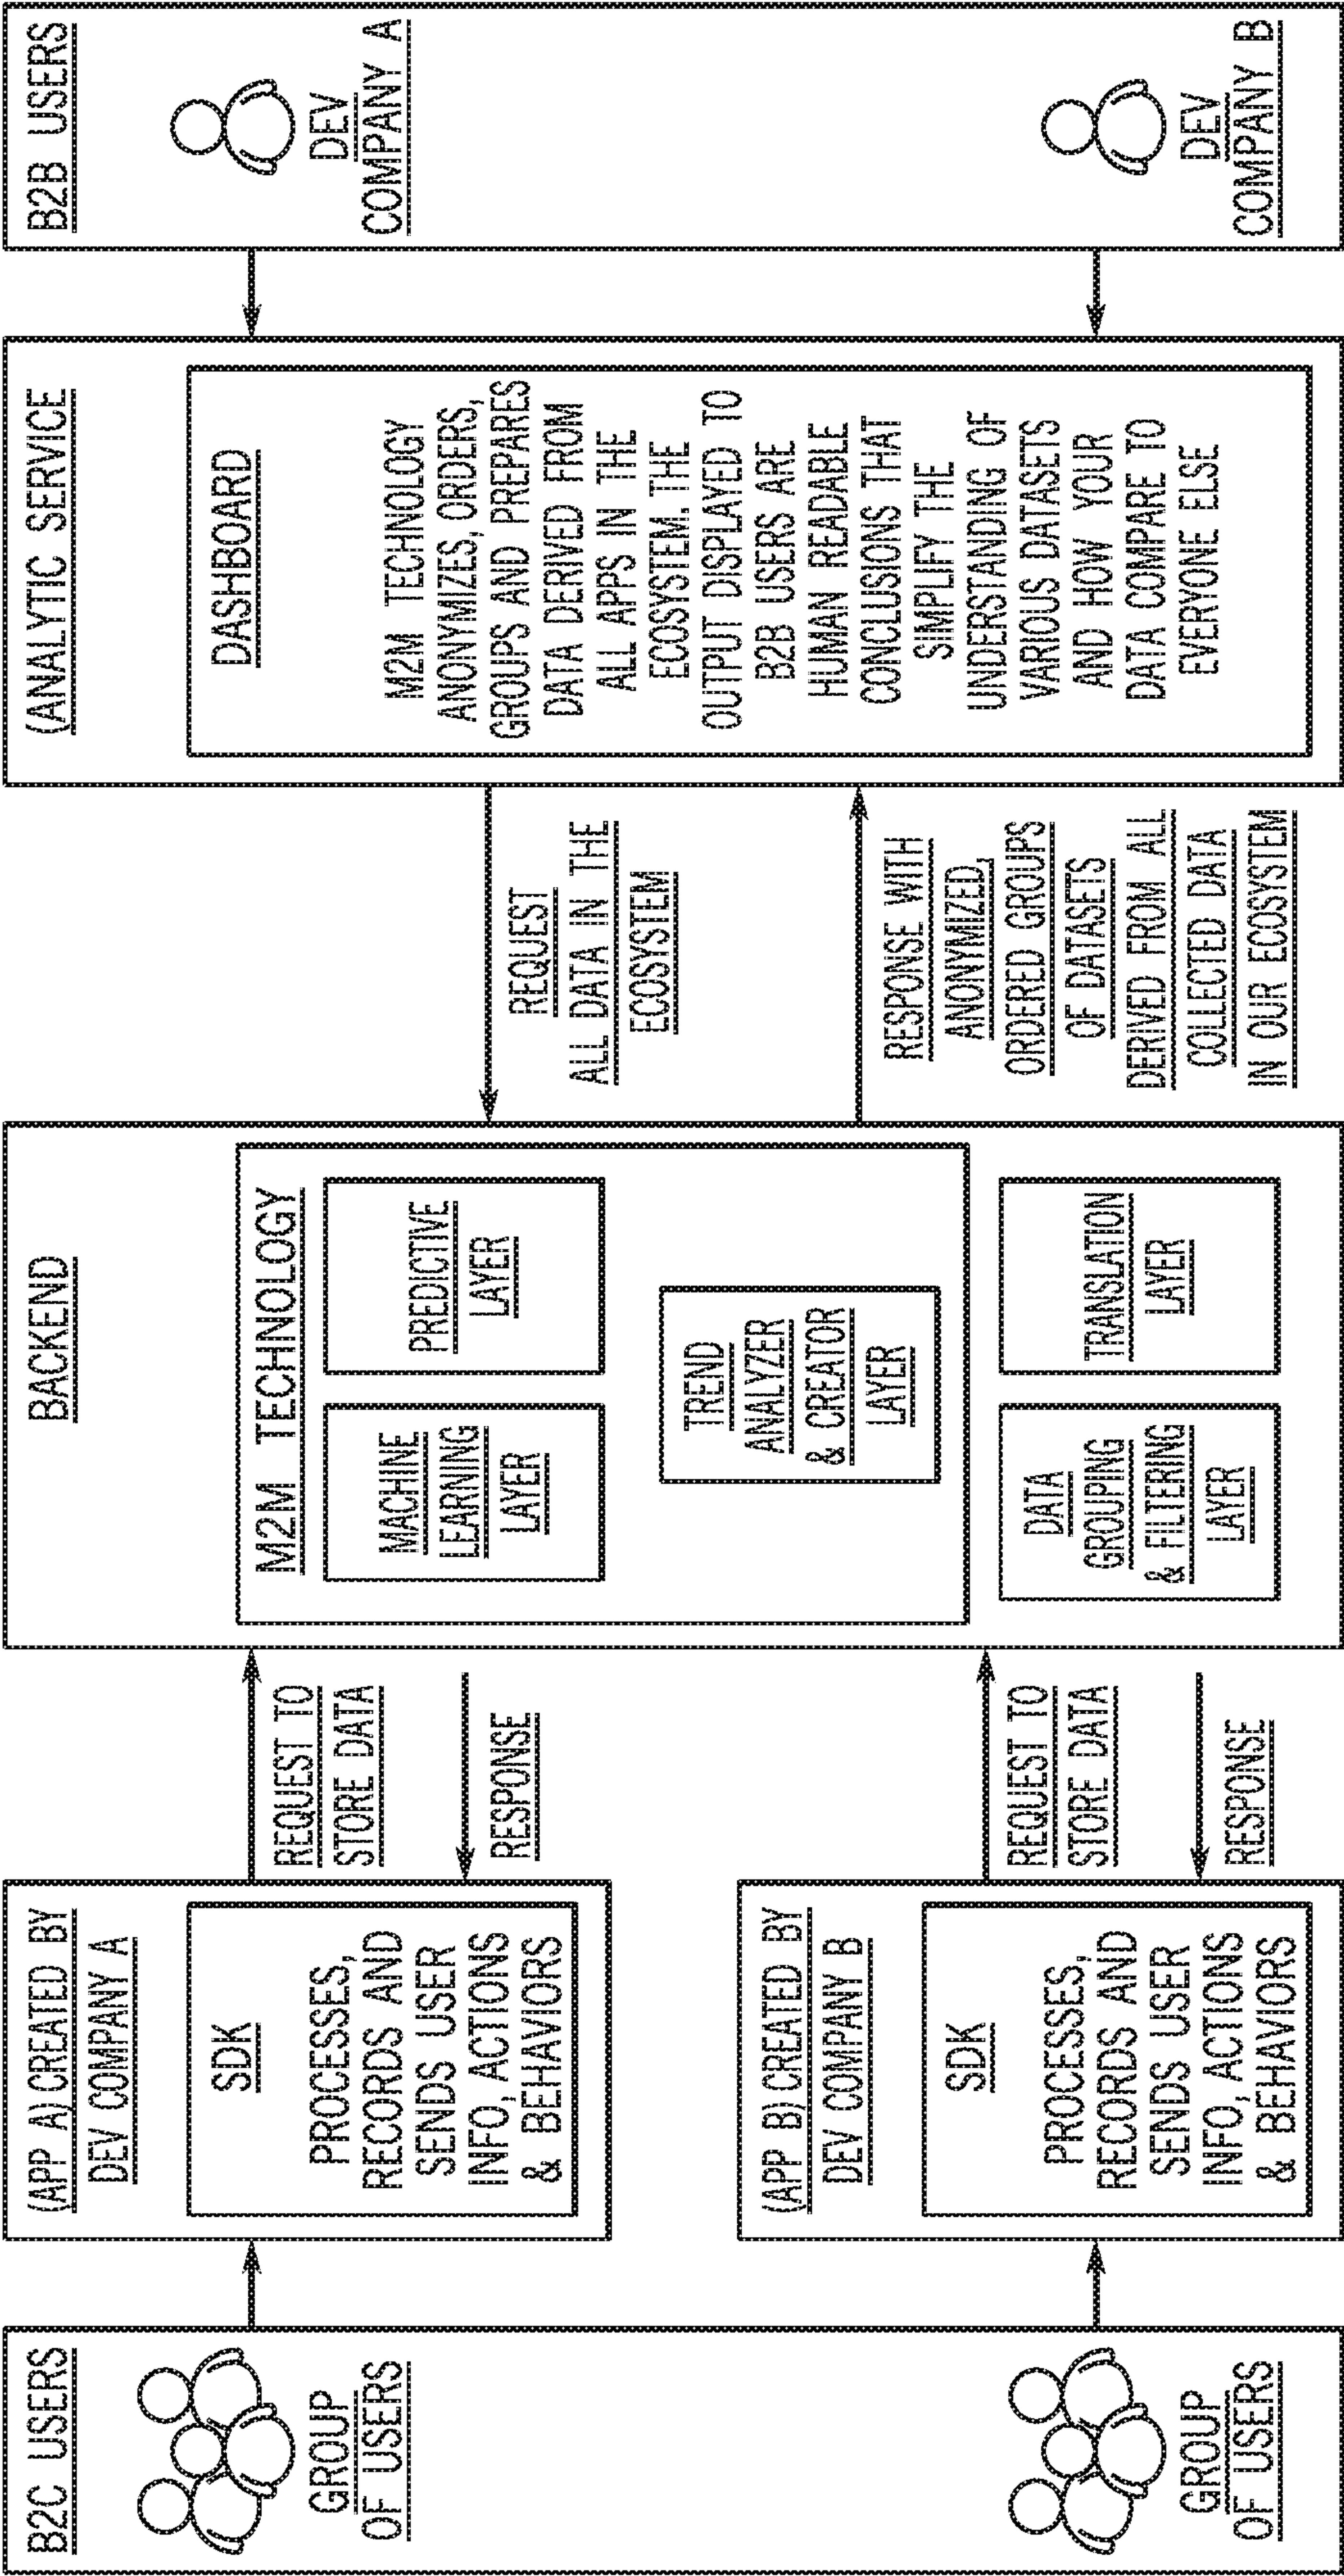 B2C USERS
GROUP
OF USERS
GROUP
OF USERS
(APP A) CREATED BY
DEV COMPANY A
SDK
PROCESSES,
RECORDS AND
SENDS USER
INFO, ACTIONS
& BEHAVIORS
(APP B) CREATED BY
DEV COMPANY B
SDK
PROCESSES,
RECORDS AND
SENDS USER
INFO, ACTIONS
& BEHAVIORS
REQUEST TO
STORE DATA
RESPONSE
REQUEST TO
STORE DATA
RESPONSE
BACKEND
M2M TECHNOLOGY
MACHINE
LEARNING
LAYER
PREDICTIVE
LAYER
TREND
ANALYZER
& CREATOR
LAYER
DATA
GROUPING
& FILTERING
LAYER
TRANSLATION
LAYER
REQUEST
ALL DATA IN THE
ECOSYSTEM
RESPONSE WITH
ANONYMIZED,
ORDERED GROUPS
OF DATASETS
DERIVED FROM ALL
COLLECTED DATA
IN OUR ECOSYSTEM
(ANALYTIC SERVICE
DASHBOARD
M2M TECHNOLOGY
ANONYMIZES, ORDERS,
GROUPS AND PREPARES
DATA DERIVED FROM
ALL APPS IN THE
ECOSYSTEM. THE
OUTPUT DISPLAYED TO
B2B USERS ARE
HUMAN READABLE
CONCLUSIONS THAT
SIMPLIFY THE
UNDERSTANDING OF
VARIOUS DATASETS
AND HOW YOUR
DATA COMPARE TO
EVERYONE ELSE
B2B USERS
DEV
COMPANY A
DEV
COMPANY B